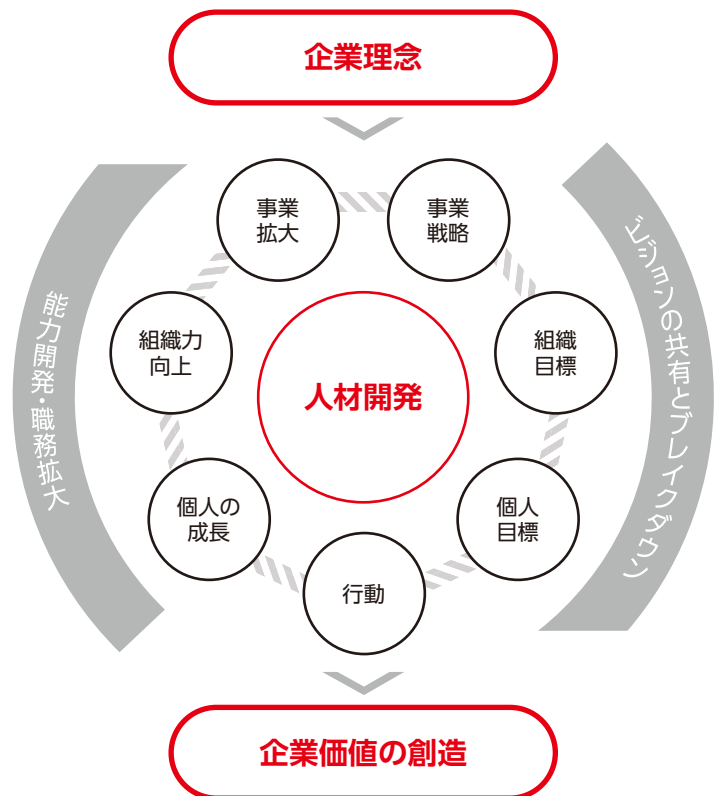 企業理念
事業
拡大
事業
戦略
能力開発・職務拡大
ビジョンの共有とブレイクダウン
組織力
向上
人材開発
組織
目標
個人の
成長
個人
目標
行動
企業価値の創造